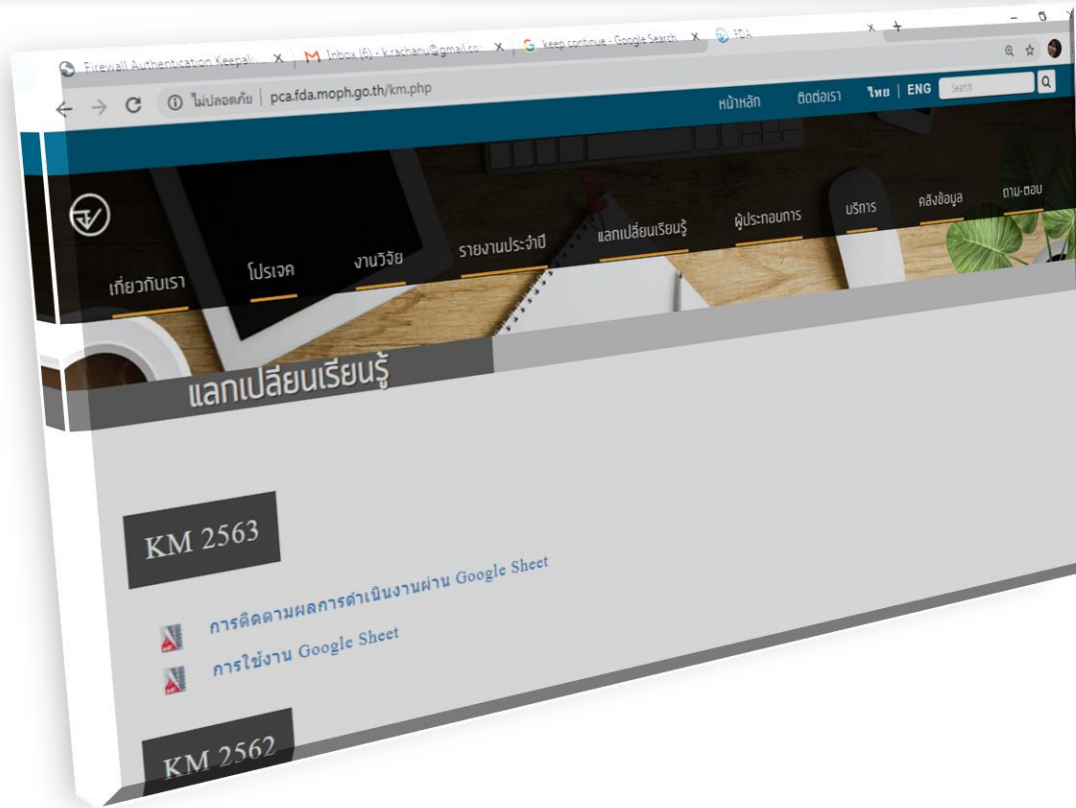 Firewall Authentication Keepali X M Inbox (6) - k.rachanu@gmail.co X G keep continue - Google Search X FDA X +
ไม่ปลอดภัย | pca.fda.moph.go.th/km.php
หน้าหลัก ติดต่อเรา ไทย | ENG Search
เกี่ยวกับเรา โปรเจค งานวิจัย รายงานประจำปี แลกเปลี่ยนเรียนรู้ ผู้ประกอบการ บริการ คลังข้อมูล ถาม-ตอบ
แลกเปลี่ยนเรียนรู้
KM 2563
การติดตามผลการดำเนินงานผ่าน Google Sheet
การใช้งาน Google Sheet
KM 2562